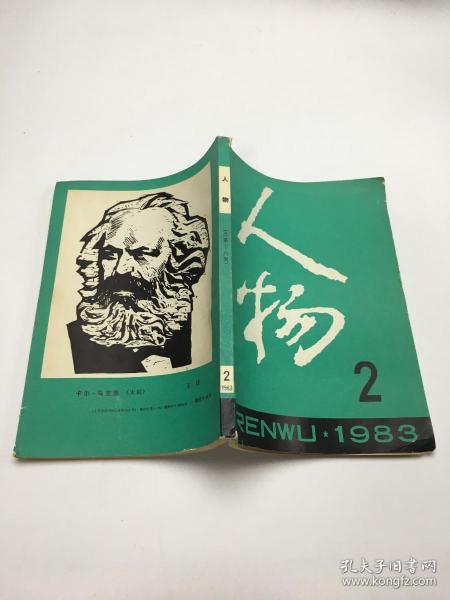 人物
2
RENWU★1983
人物
2
1983
卡尔·马克思（木刻）
孔夫子旧书网
www.kongfz.com